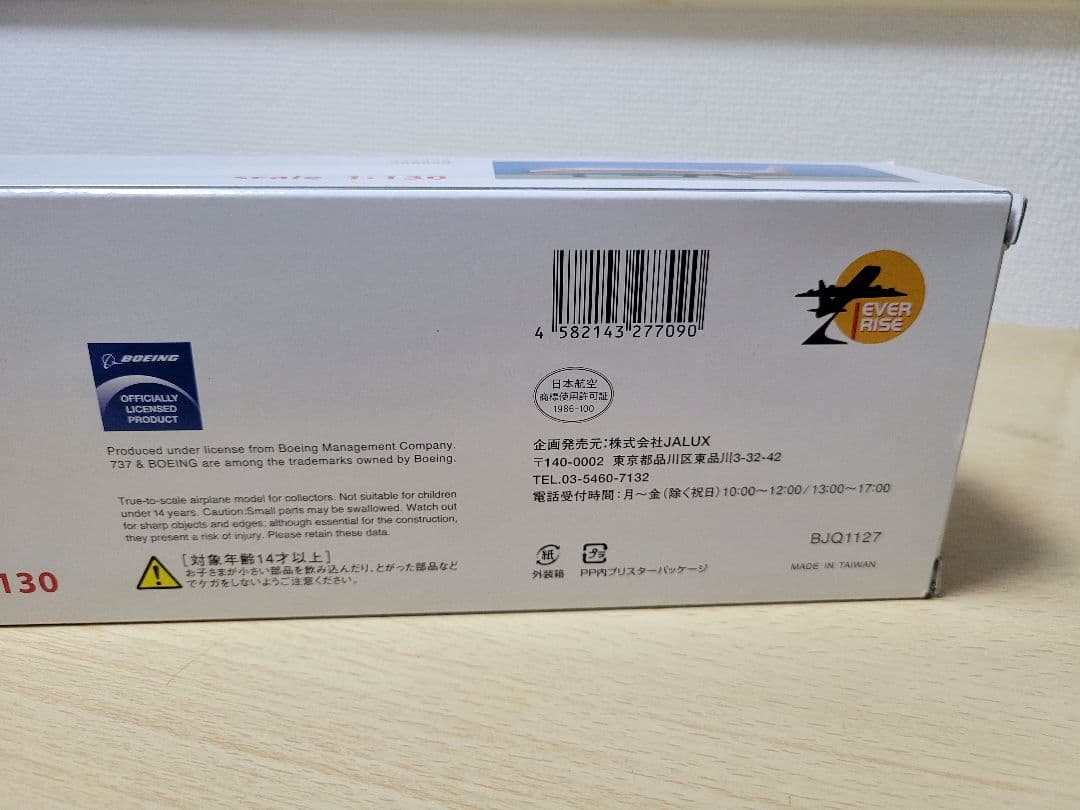 scale 1:130
4 582143 277090
EVER
RISE
BOEING
OFFICIALLY
LICENSED
PRODUCT
日本航空
商標使用許可証
1986-100
Produced under license from Boeing Management Company.
737 & BOEING are among the trademarks owned by Boeing.
企画発売元:株式会社JALUX
〒140-0002 東京都品川区東品川3-32-42
TEL.03-5460-7132
電話受付時間:月〜金(除く祝日)10:00〜12:00/13:00〜17:00
True-to-scale airplane model for collectors. Not suitable for children
under 14 years. Caution:Small parts may be swallowed. Watch out
for sharp objects and edges; although essential for the construction,
they present a risk of injury. Please retain these data.
[対象年齢14才以上]
お子さまが小さい部品を飲み込んだり、とがった部品など
でケガをしないようご注意ください。
紙
外装箱
プラ
PP内ブリスターパッケージ
BJQ1127
MADE IN TAIWAN
130